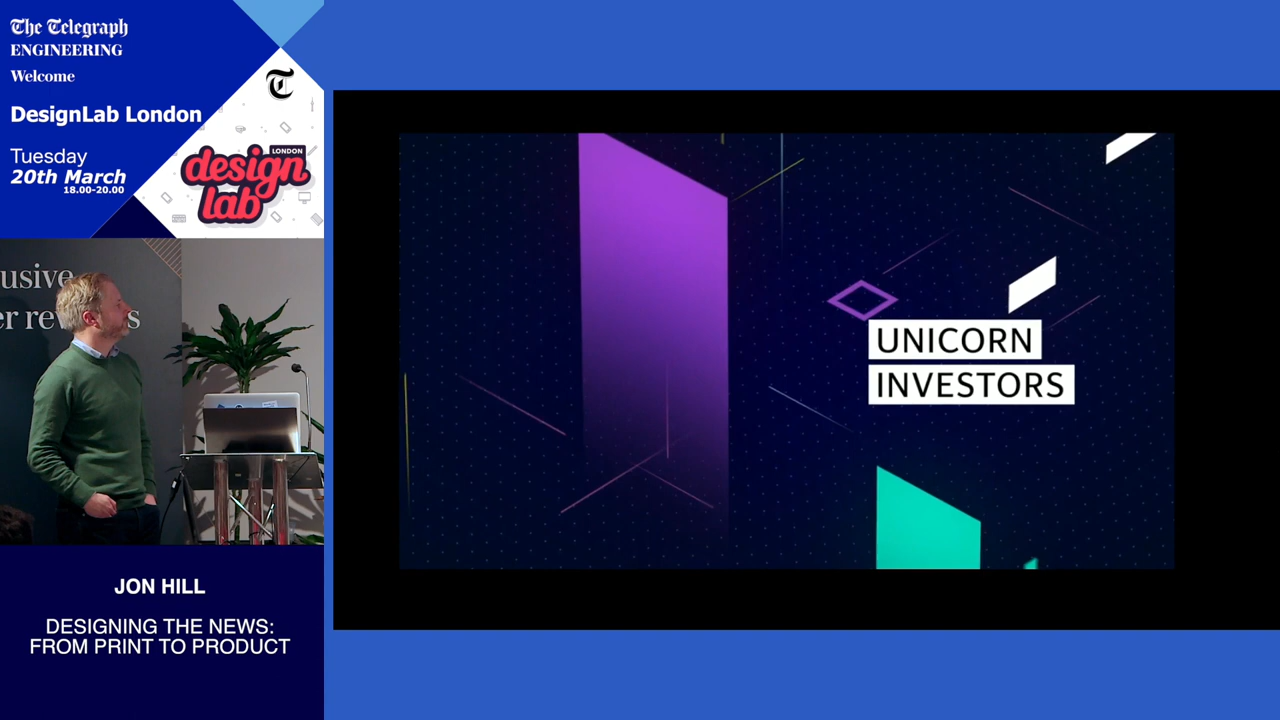 The Telegraph
ENGINEERING
Welcome
DesignLab London
Tuesday
20th March
18.00-20.00
T
LONDON
design
lab
usive
er re
s
JON HILL
DESIGNING THE NEWS:
FROM PRINT TO PRODUCT
UNICORN
INVESTORS